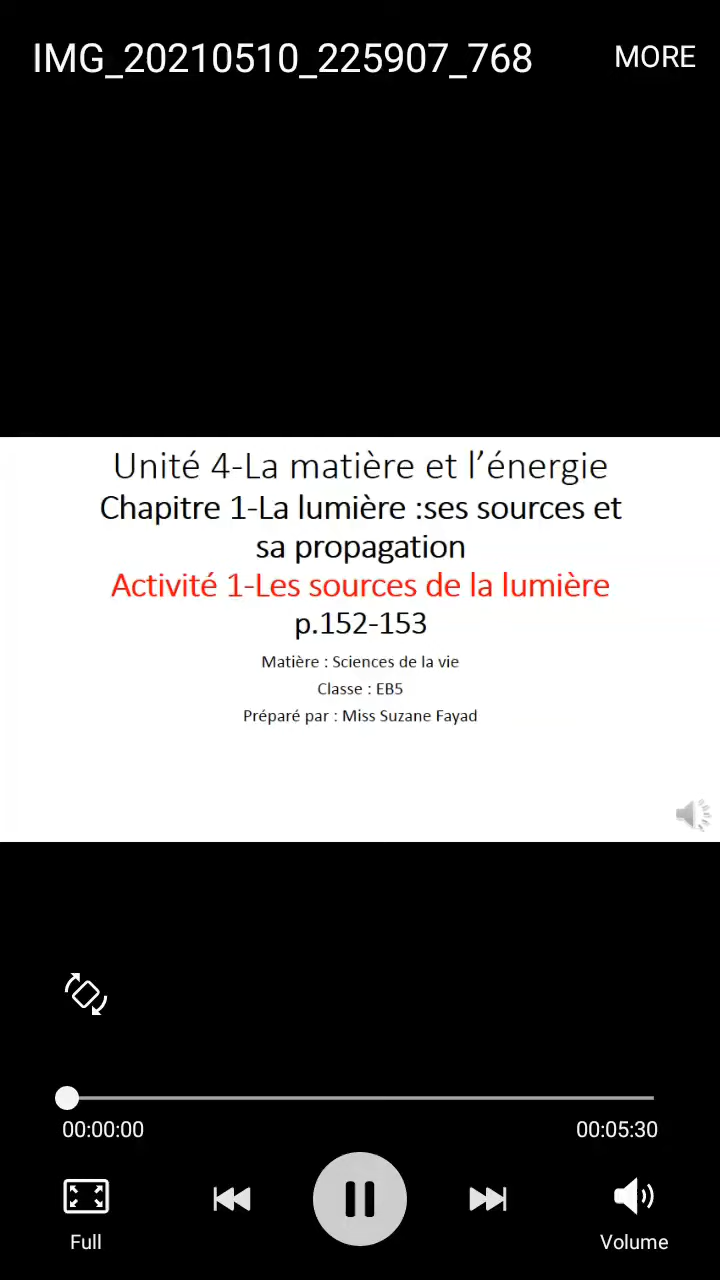 IMG_20210510_225907_768
MORE
Unité 4-La matière et l’énergie
Chapitre 1-La lumière :ses sources et
sa propagation
Activité 1-Les sources de la lumière
p.152-153
Matière : Sciences de la vie
Classe : EB5
Préparé par : Miss Suzane Fayad
00:00:00
00:05:30
Full
Volume